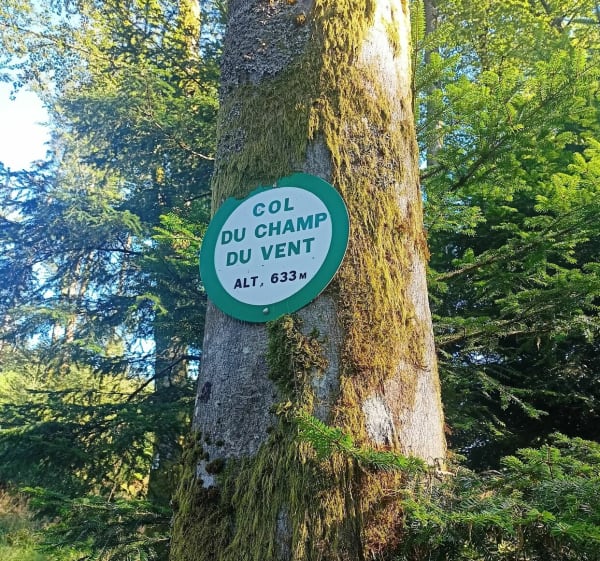 COL
DU CHAMP
DU VENT
ALT, 633 M